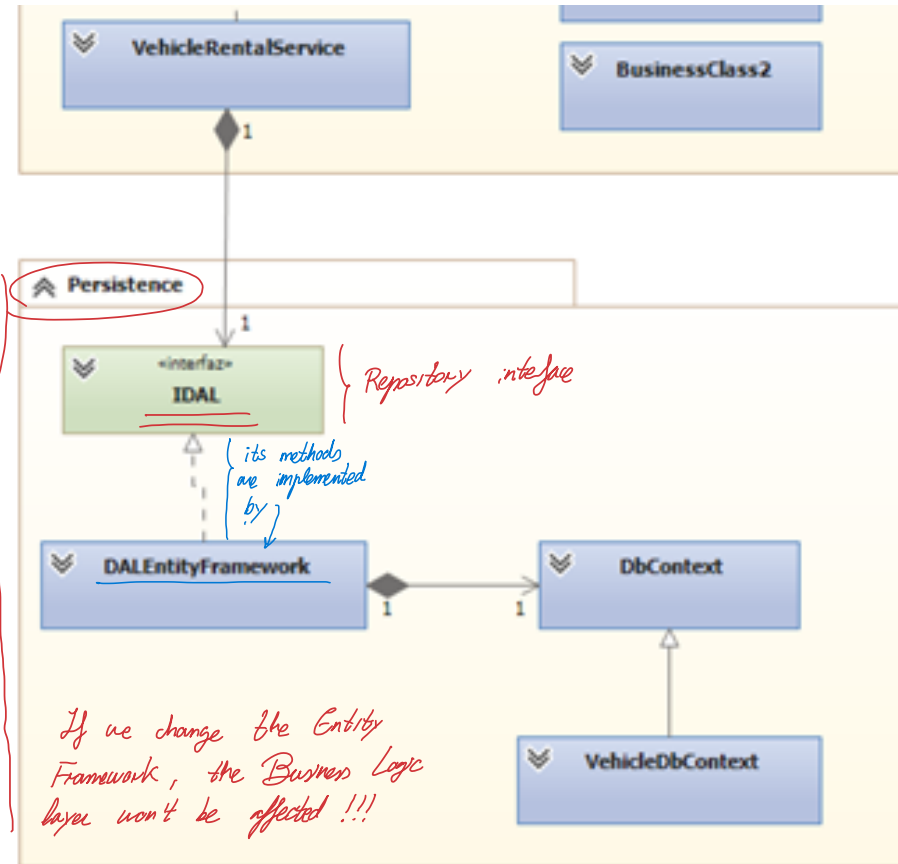 VehicleRentalService
BusinessClass2
1
Persistence
1
«interfaz»
IDAL
Repository interface
its methods
are implemented
by
DALEntityFramework
DbContext
1
1
If we change the Entity
Framework, the Business Logic
layer won't be affected !!!
VehicleDbContext